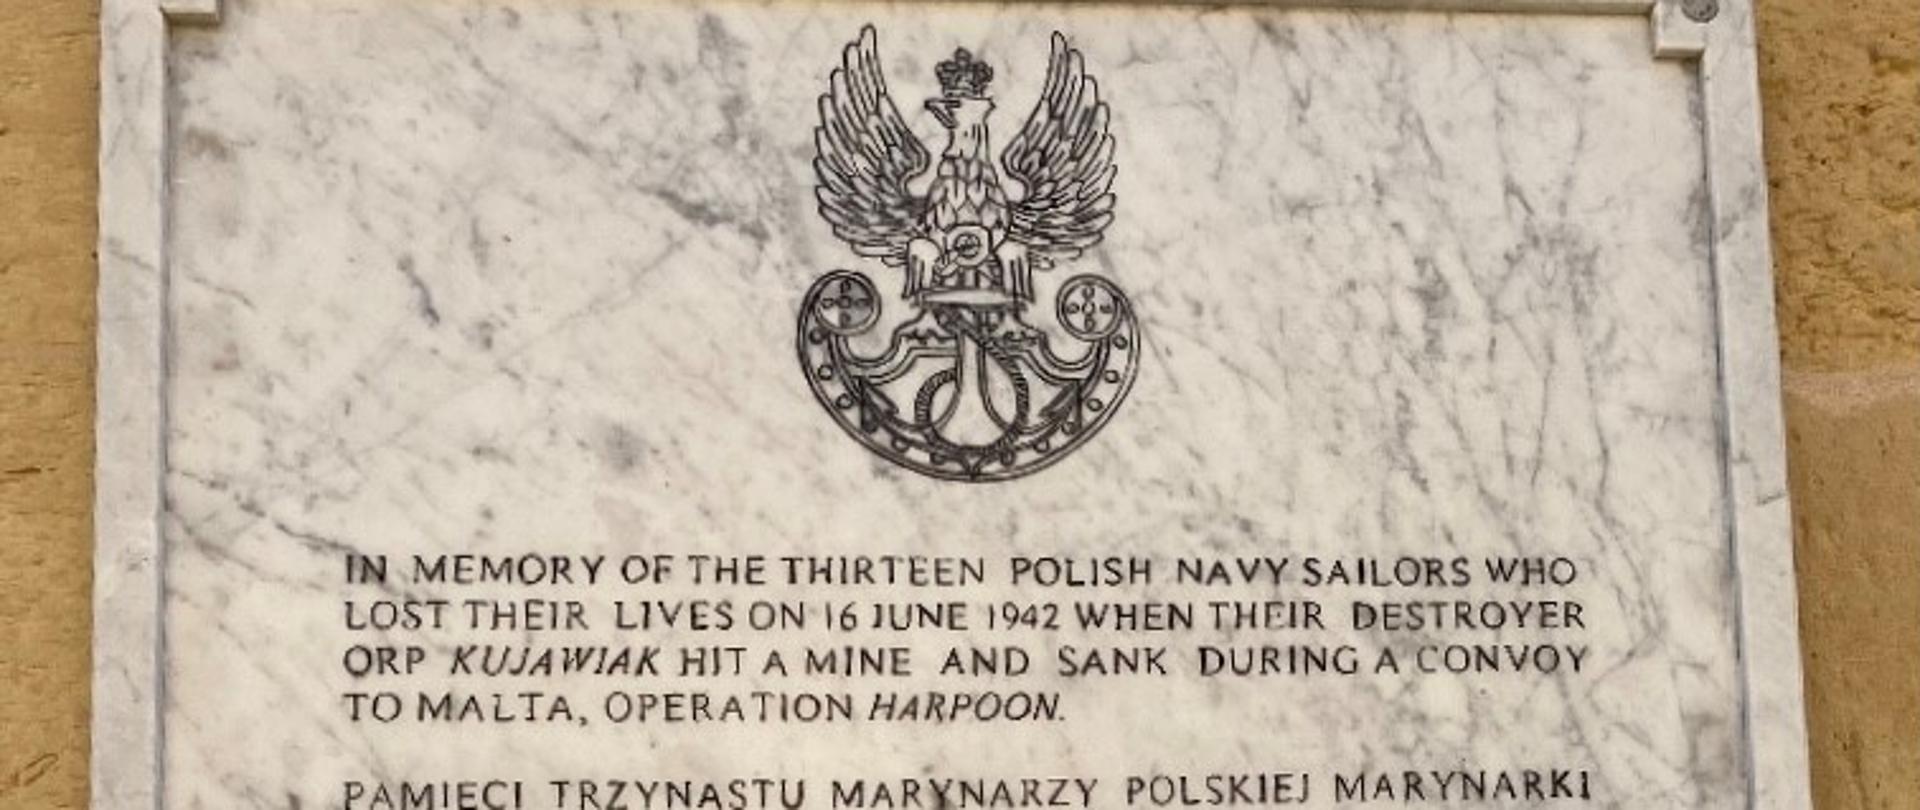 IN MEMORY OF THE THIRTEEN POLISH NAVY SAILORS WHO
LOST THEIR LIVES ON 16 JUNE 1942 WHEN THEIR DESTROYER
ORP KUJAWIAK HIT A MINE AND SANK DURING A CONVOY
TO MALTA, OPERATION HARPOON.
PAMIĘCI TRZYNASTU MARYNARZY POLSKIEJ MARYNARKI